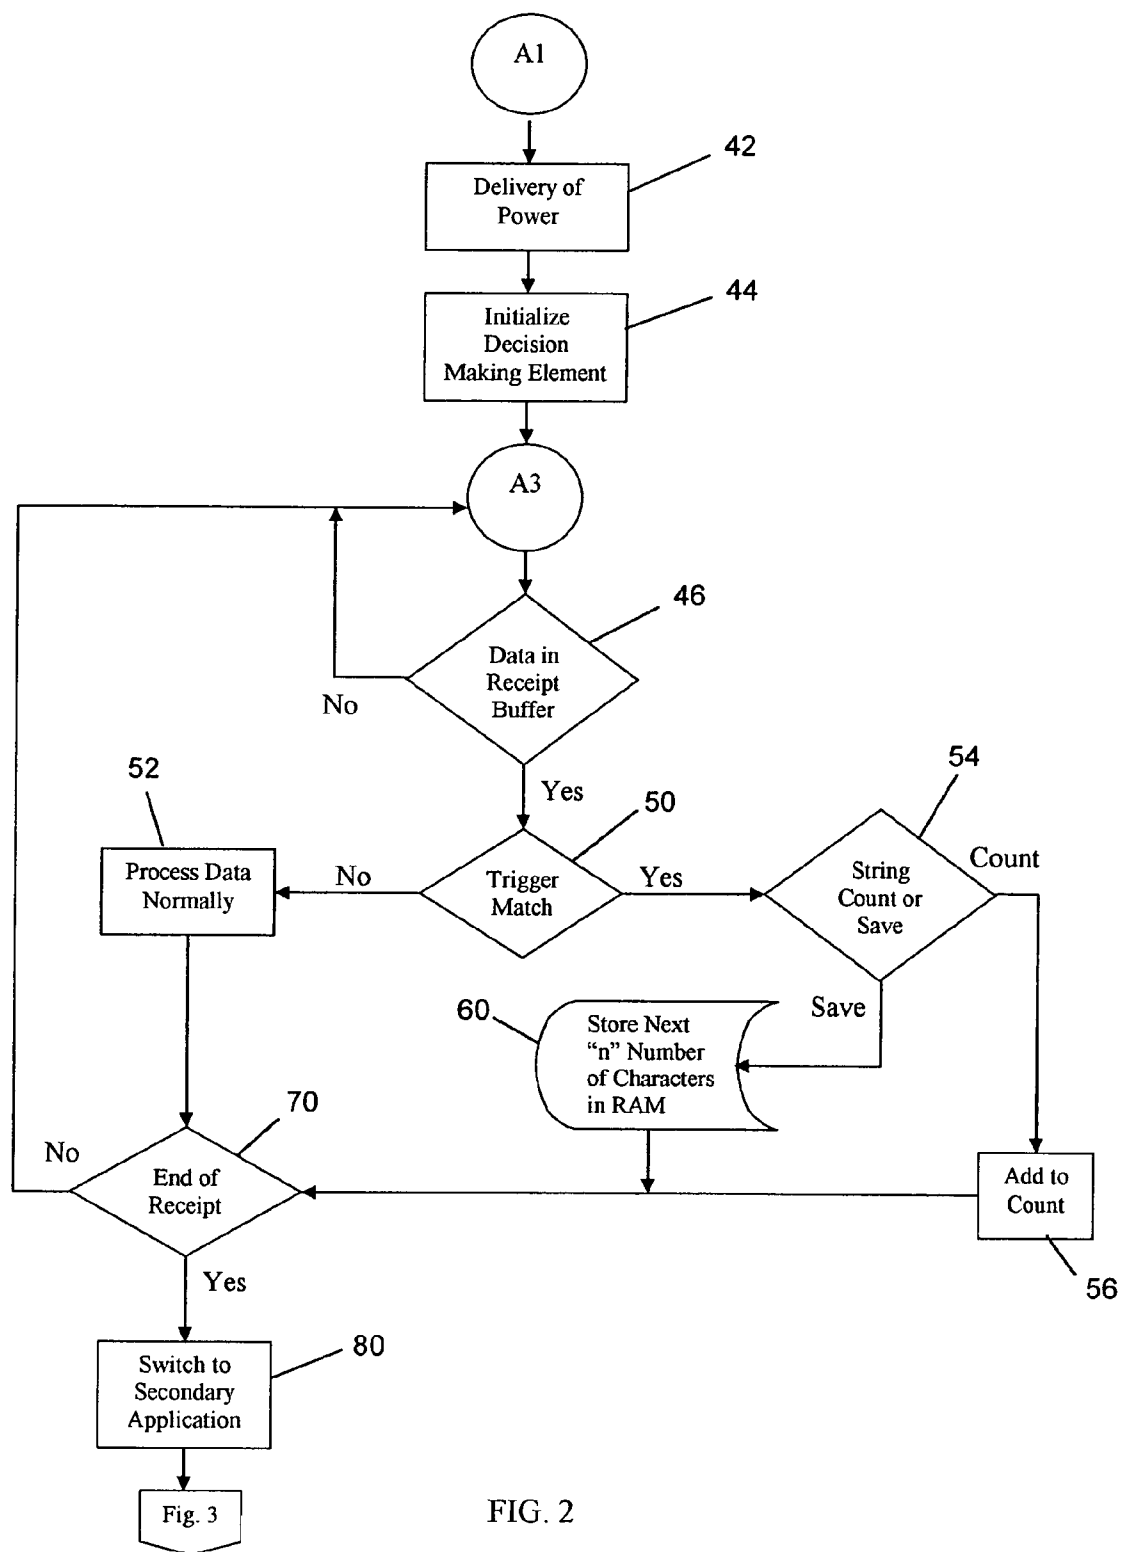 A1
42
Delivery of
Power
44
Initialize
Decision
Making Element
A3
46
Data in
Receipt
Buffer
No
Yes
52
50
54
Process Data
Normally
No
Trigger
Match
Yes
String
Count or
Save
Count
Save
60
Store Next
“n” Number
of Characters
in RAM
70
No
End of
Receipt
Add to
Count
56
Yes
80
Switch to
Secondary
Application
Fig. 3
FIG. 2